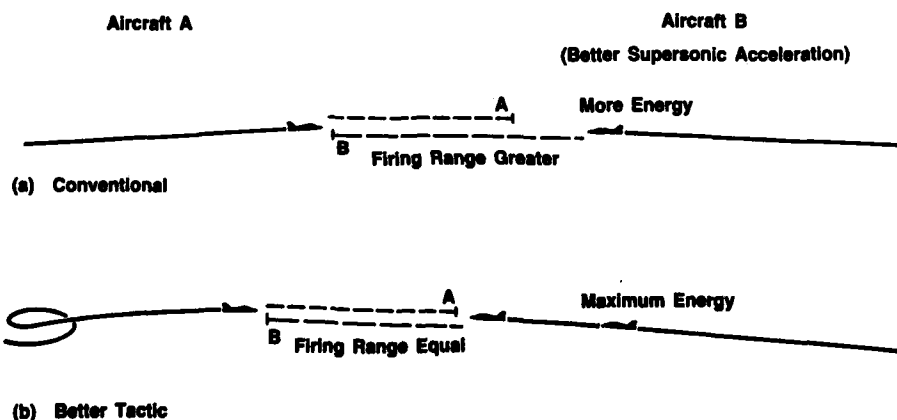 Aircraft A
Aircraft B
(Better Supersonic Acceleration)
A
More Energy
B
Firing Range Greater
(a) Conventional
A
Maximum Energy
B
Firing Range Equal
(b) Better Tactic